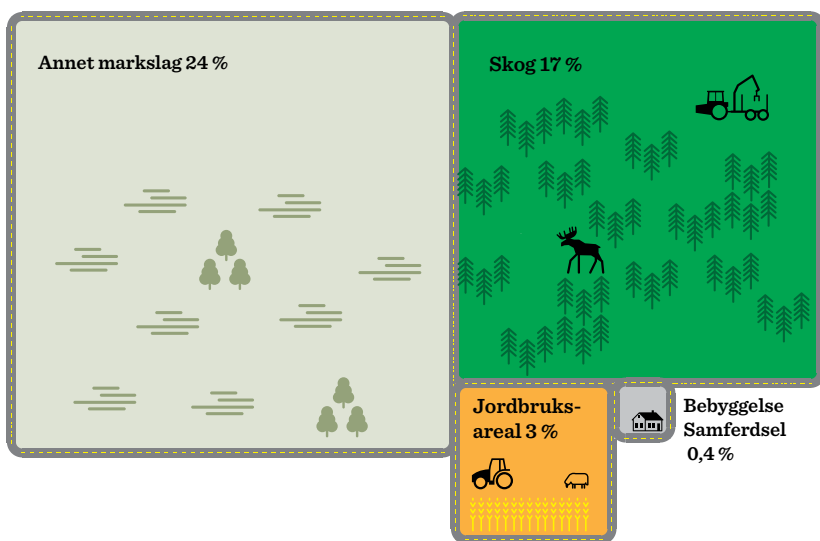 Annet markslag 24 %
Skog 17 %
Jordbruks-
areal 3 %
Bebyggelse
Samferdsel
0,4 %